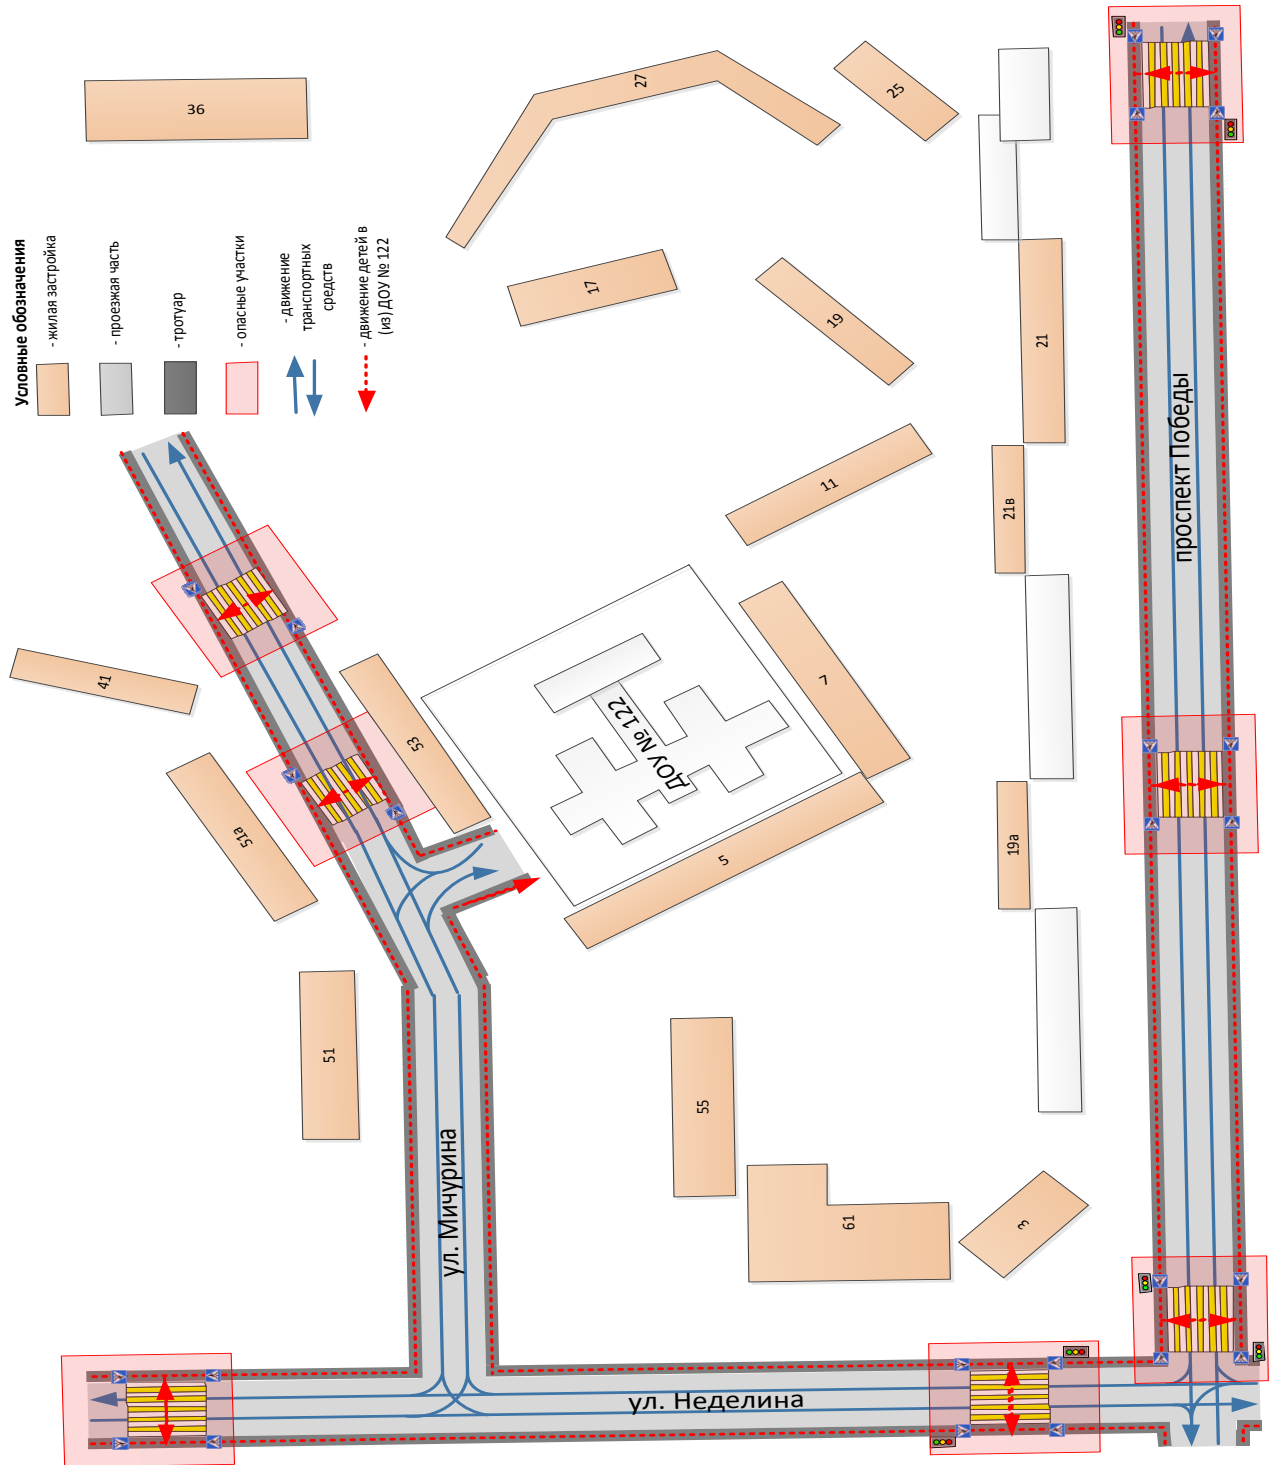 Условные обозначения
- жилая застройка
- проезжая часть
- тротуар
- опасные участки
- движение
транспортных
средств
- движение детей в
(из) ДОУ № 122
36
27
25
17
19
21
11
21в
41
7
53
ДОУ № 122
51а
5
19а
проспект Победы
51
55
ул. Мичурина
61
3
ул. Неделина